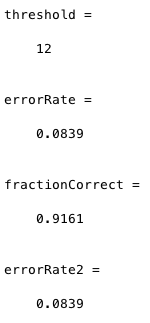 threshold =
12
errorRate =
0.0839
fractionCorrect =
0.9161
errorRate2 =
0.0839